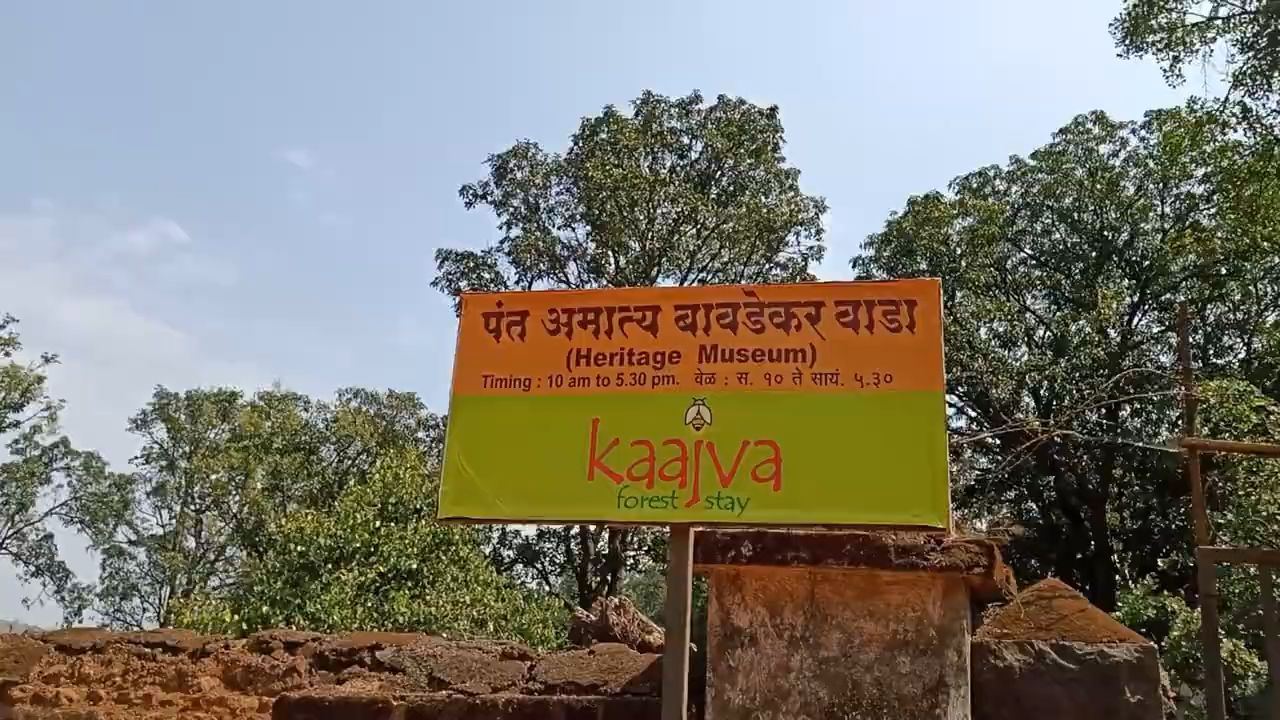 पंत अमात्य बावडेकर वाडा
(Heritage Museum)
Timing : 10 am to 5.30 pm. वेळ : स. १० ते सायं. ५.३०
kaajva
forest stay